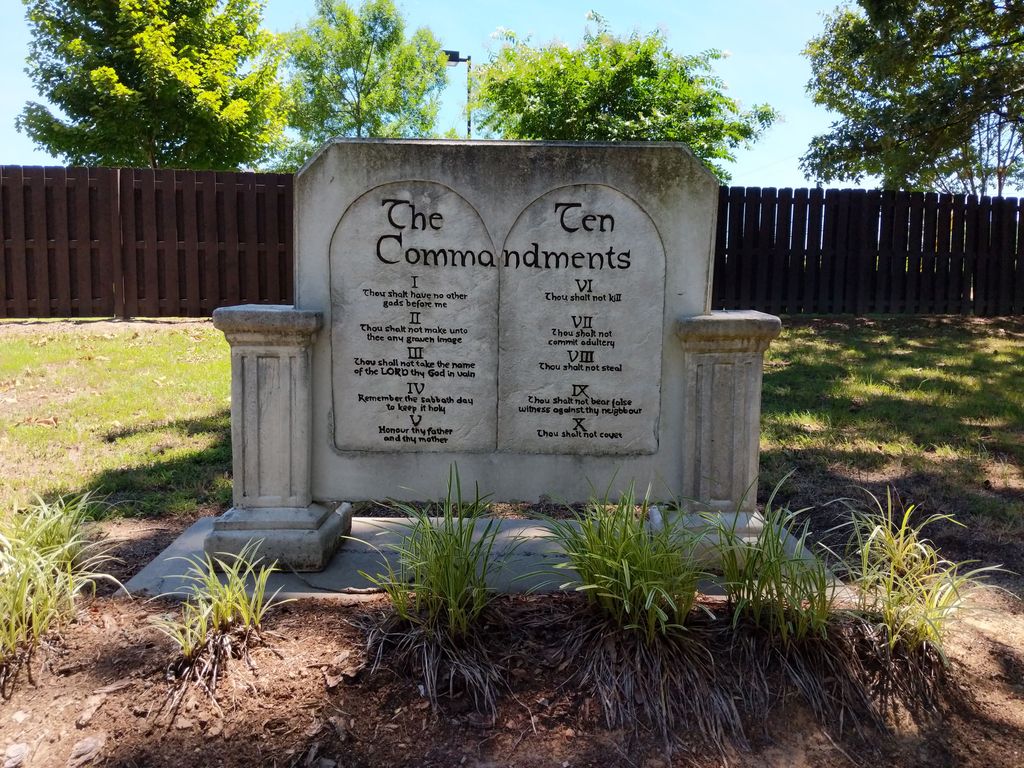 The Ten
Commandments
I
Thou shalt have no other
gods before me
II
Thou shalt not make unto
thee any graven image
III
Thou shall not take the name
of the LORD thy God in vain
IV
Remember the sabbath day
to keep it holy
V
Honour thy father
and thy mother
VI
Thou shalt not kill
VII
Thou shalt not
commit adultery
VIII
Thou shalt not steal
IX
Thou shalt not bear false
witness against thy neighbour
X
Thou shalt not covet